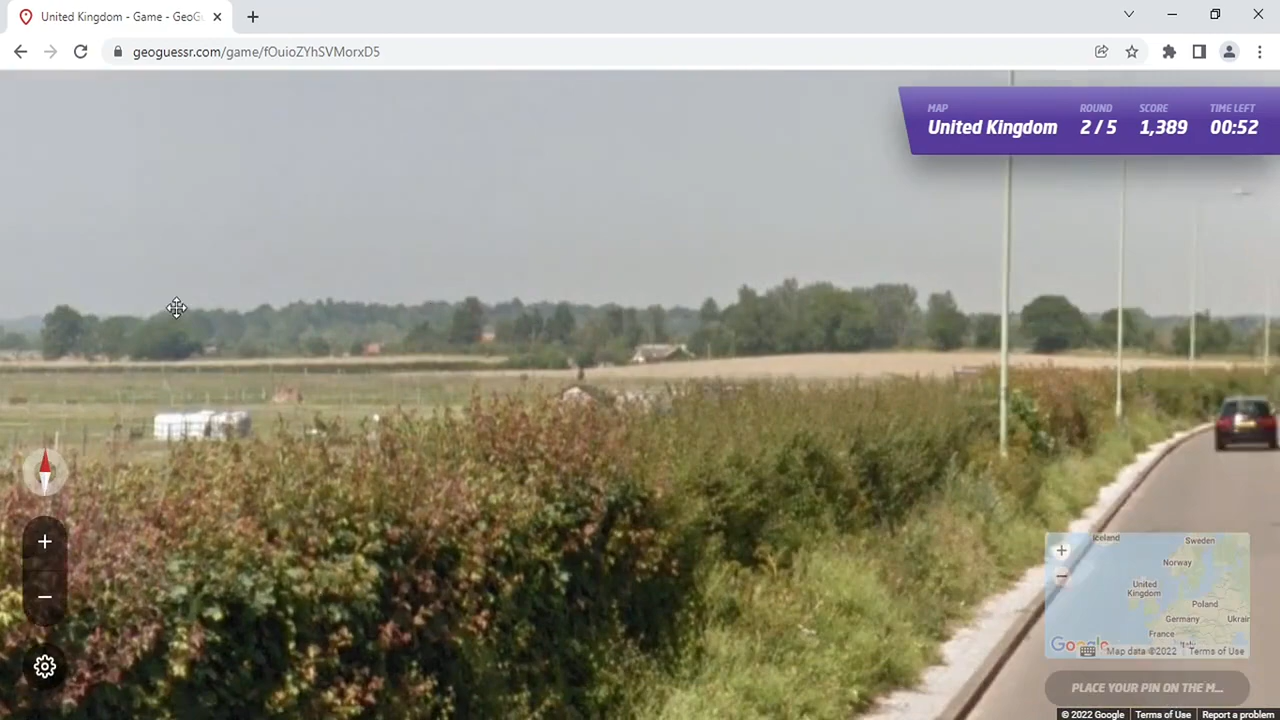 United Kingdom - Game - GeoG
geoguessr.com/game/fOuioZYhSVMorxD5
MAP
United Kingdom
ROUND
2 / 5
SCORE
1,389
TIME LEFT
00:52
Iceland
Sweden
Norway
United
Kingdom
Poland
Germany
Ukrain
France
Google
Map data ©2022
Terms of Use
PLACE YOUR PIN ON THE M...
© 2022 Google
Terms of Use
Report a problem